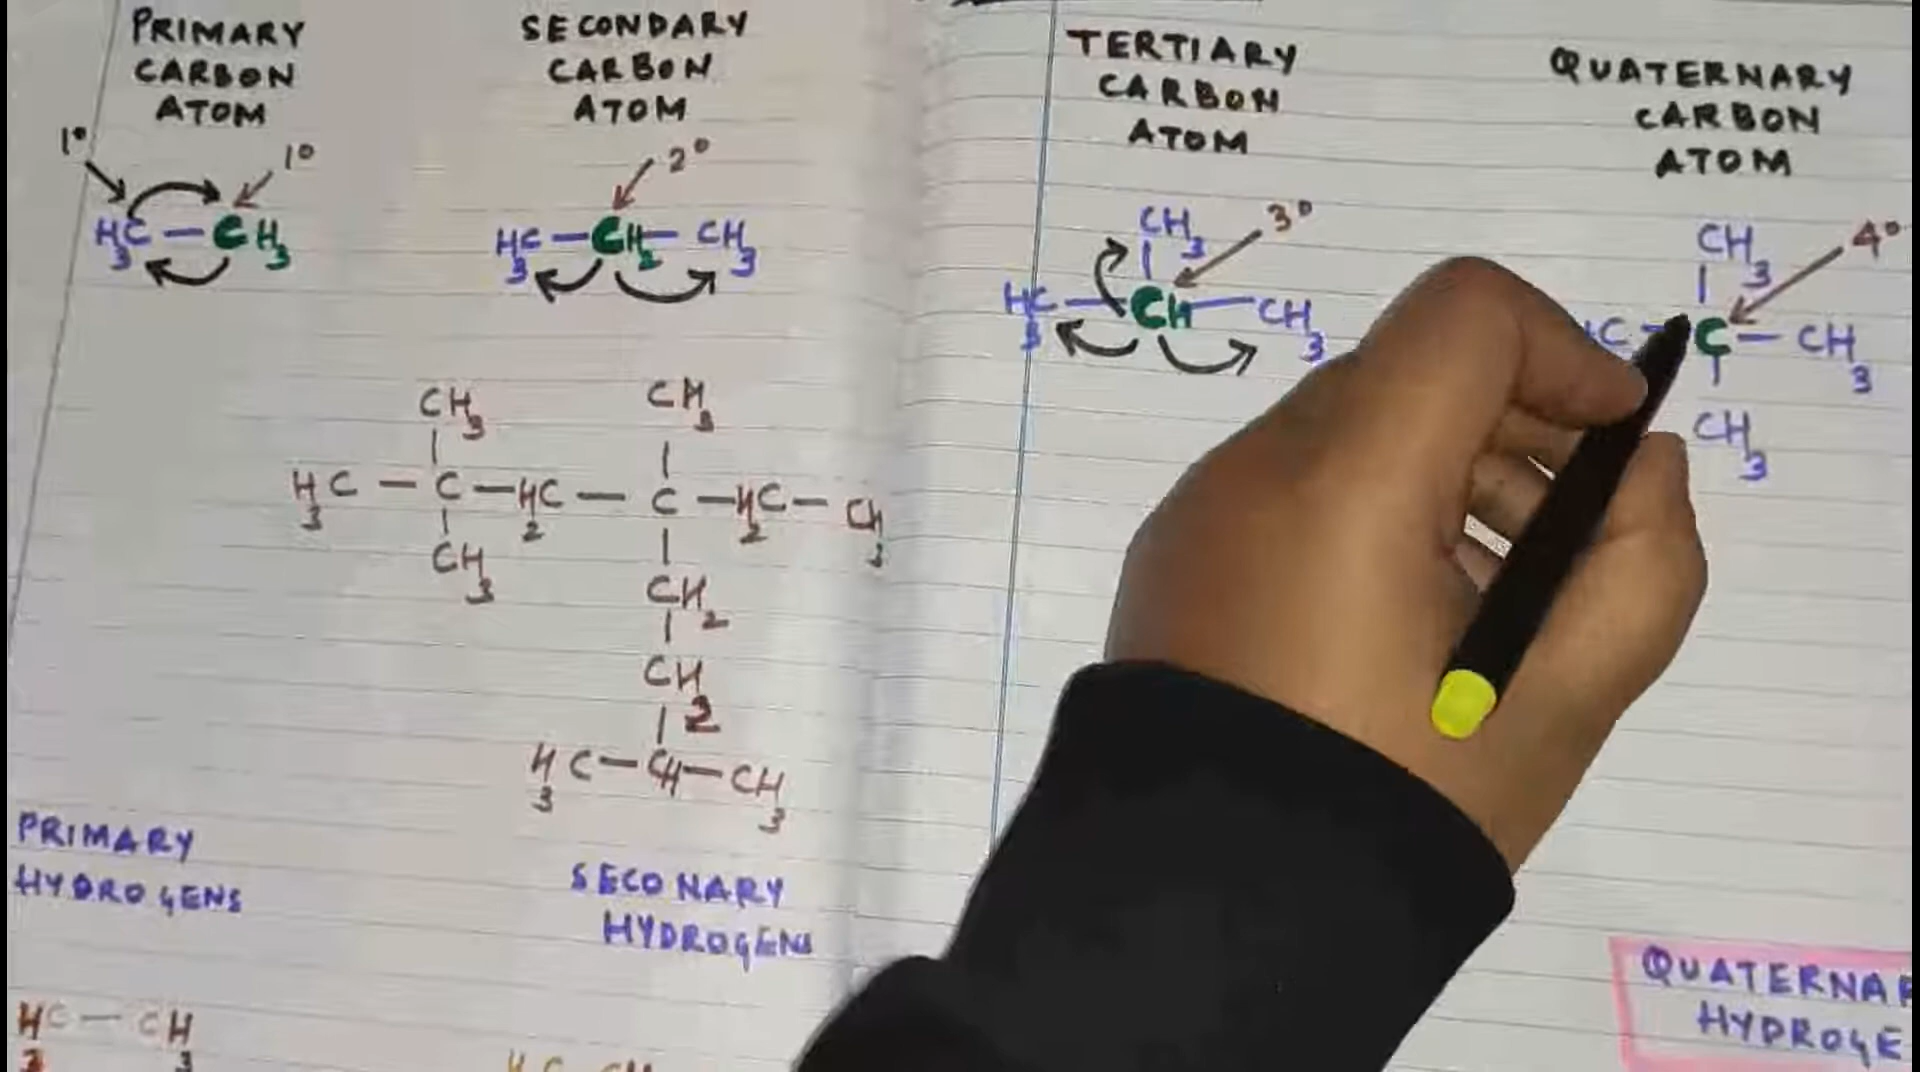 PRIMARY
CARBON
ATOM
SECONDARY
CARBON
ATOM
TERTIARY
CARBON
ATOM
QUATERNARY
CARBON
ATOM
1° 1°
H3C — CH3
2°
H3C — CH2 — CH3
CH3 3°
H3C — CH — CH3
CH3 4°
C — C — CH3
CH3
CH3 CH3
H3C — C — H2C — C — H2C — CH3
CH3
CH2
CH2
H3C — CH — CH3
PRIMARY
HYDROGENS
SECONARY
HYDROGENS
QUATERNAR
HYDROGE
H3C — CH3